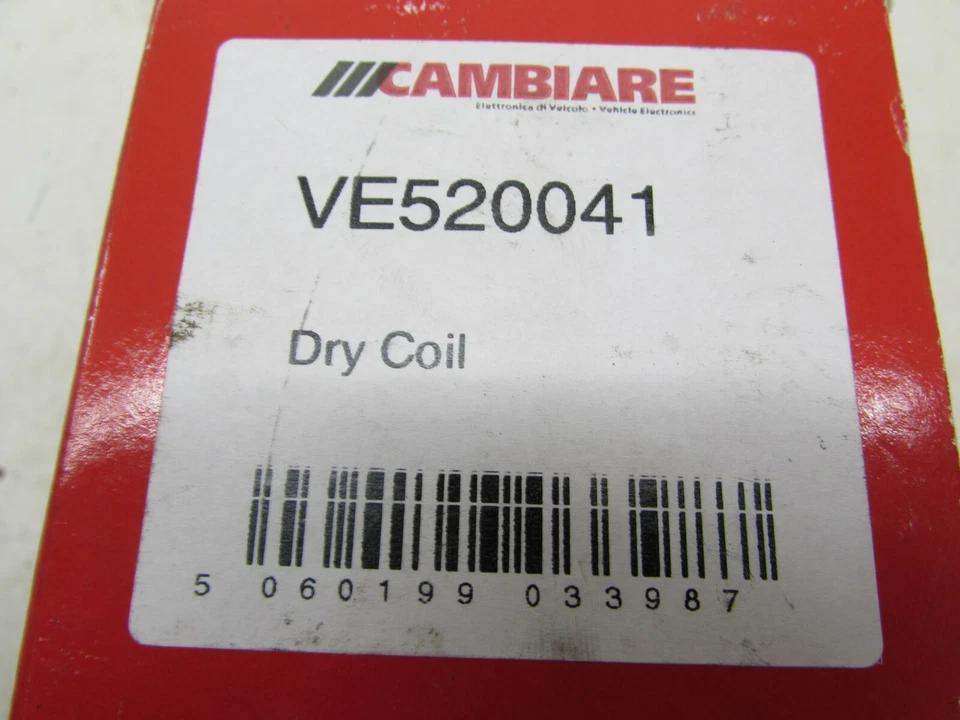 CAMBIARE
Elettronica di Veicolo • Vehicle Electronics
VE520041
Dry Coil
5 060199 033987